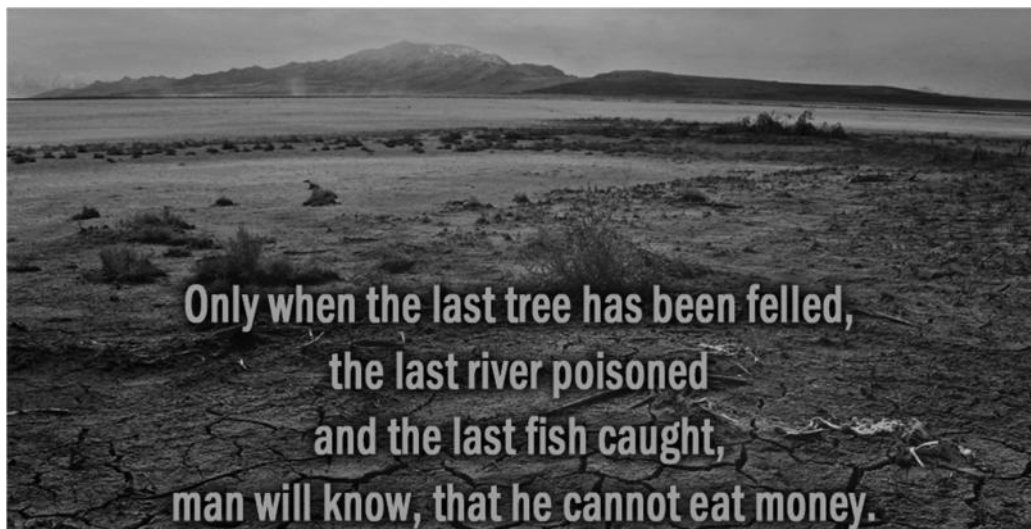 Only when the last tree has been felled,
the last river poisoned
and the last fish caught,
man will know, that he cannot eat money.